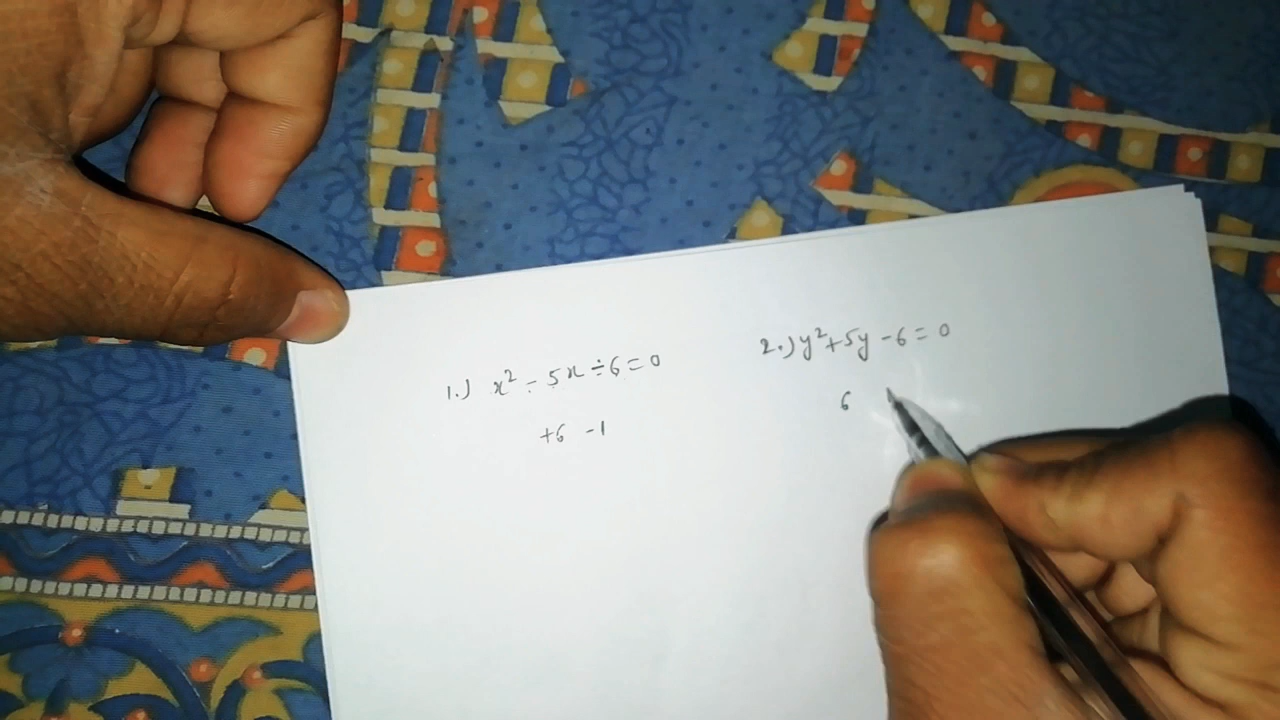 1.) x² ÷ 5x ÷ 6 = 0
2.) y² + 5y - 6 = 0
+6 -1
6